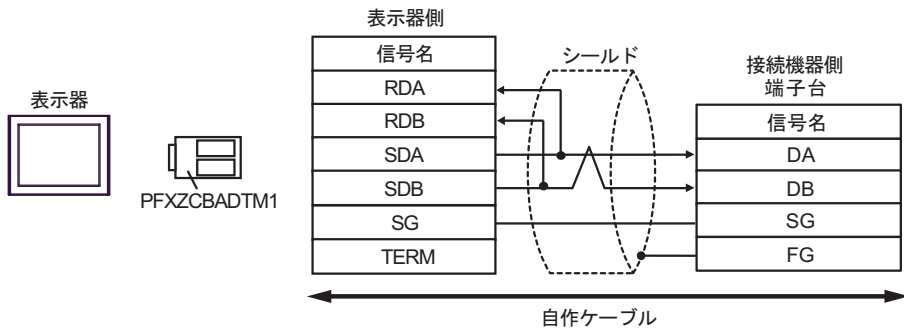 表示器
PFXZCBADTM1
表示器側
信号名
RDA
RDB
SDA
SDB
SG
TERM
シールド
接続機器側
端子台
信号名
DA
DB
SG
FG
自作ケーブル